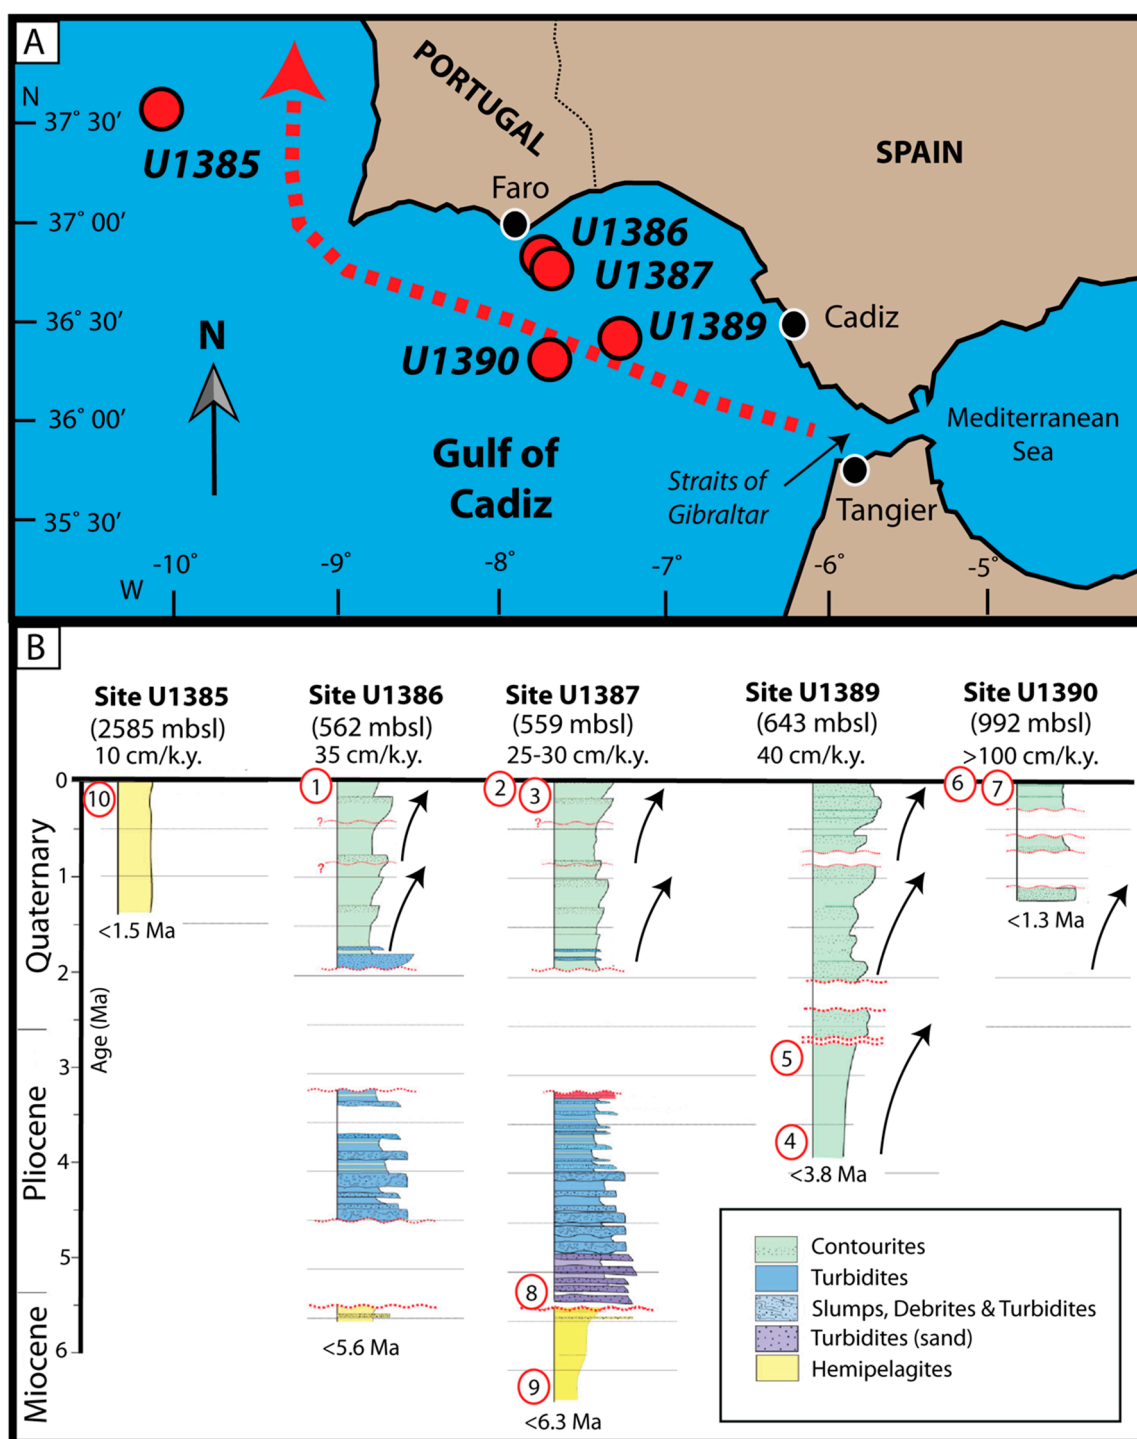 A
N
37° 30’
37° 00’
36° 30’
36° 00’
35° 30’
W
-10°
-9°
-8°
-7°
-6°
-5°
PORTUGAL
SPAIN
Faro
U1385
U1386
U1387
U1389
U1390
Cadiz
N
Gulf of
Cadiz
Straits of
Gibraltar
Tangier
Mediterranean
Sea
B
Site U1385
(2585 mbsl)
10 cm/k.y.
Site U1386
(562 mbsl)
35 cm/k.y.
Site U1387
(559 mbsl)
25-30 cm/k.y.
Site U1389
(643 mbsl)
40 cm/k.y.
Site U1390
(992 mbsl)
>100 cm/k.y.
0
1
2
3
4
5
6
Quaternary
Pliocene
Miocene
Age (Ma)
10
<1.5 Ma
1
?
?
<5.6 Ma
2
3
?
8
9
<6.3 Ma
5
4
<3.8 Ma
6
7
<1.3 Ma
Contourites
Turbidites
Slumps, Debrites & Turbidites
Turbidites (sand)
Hemipelagites